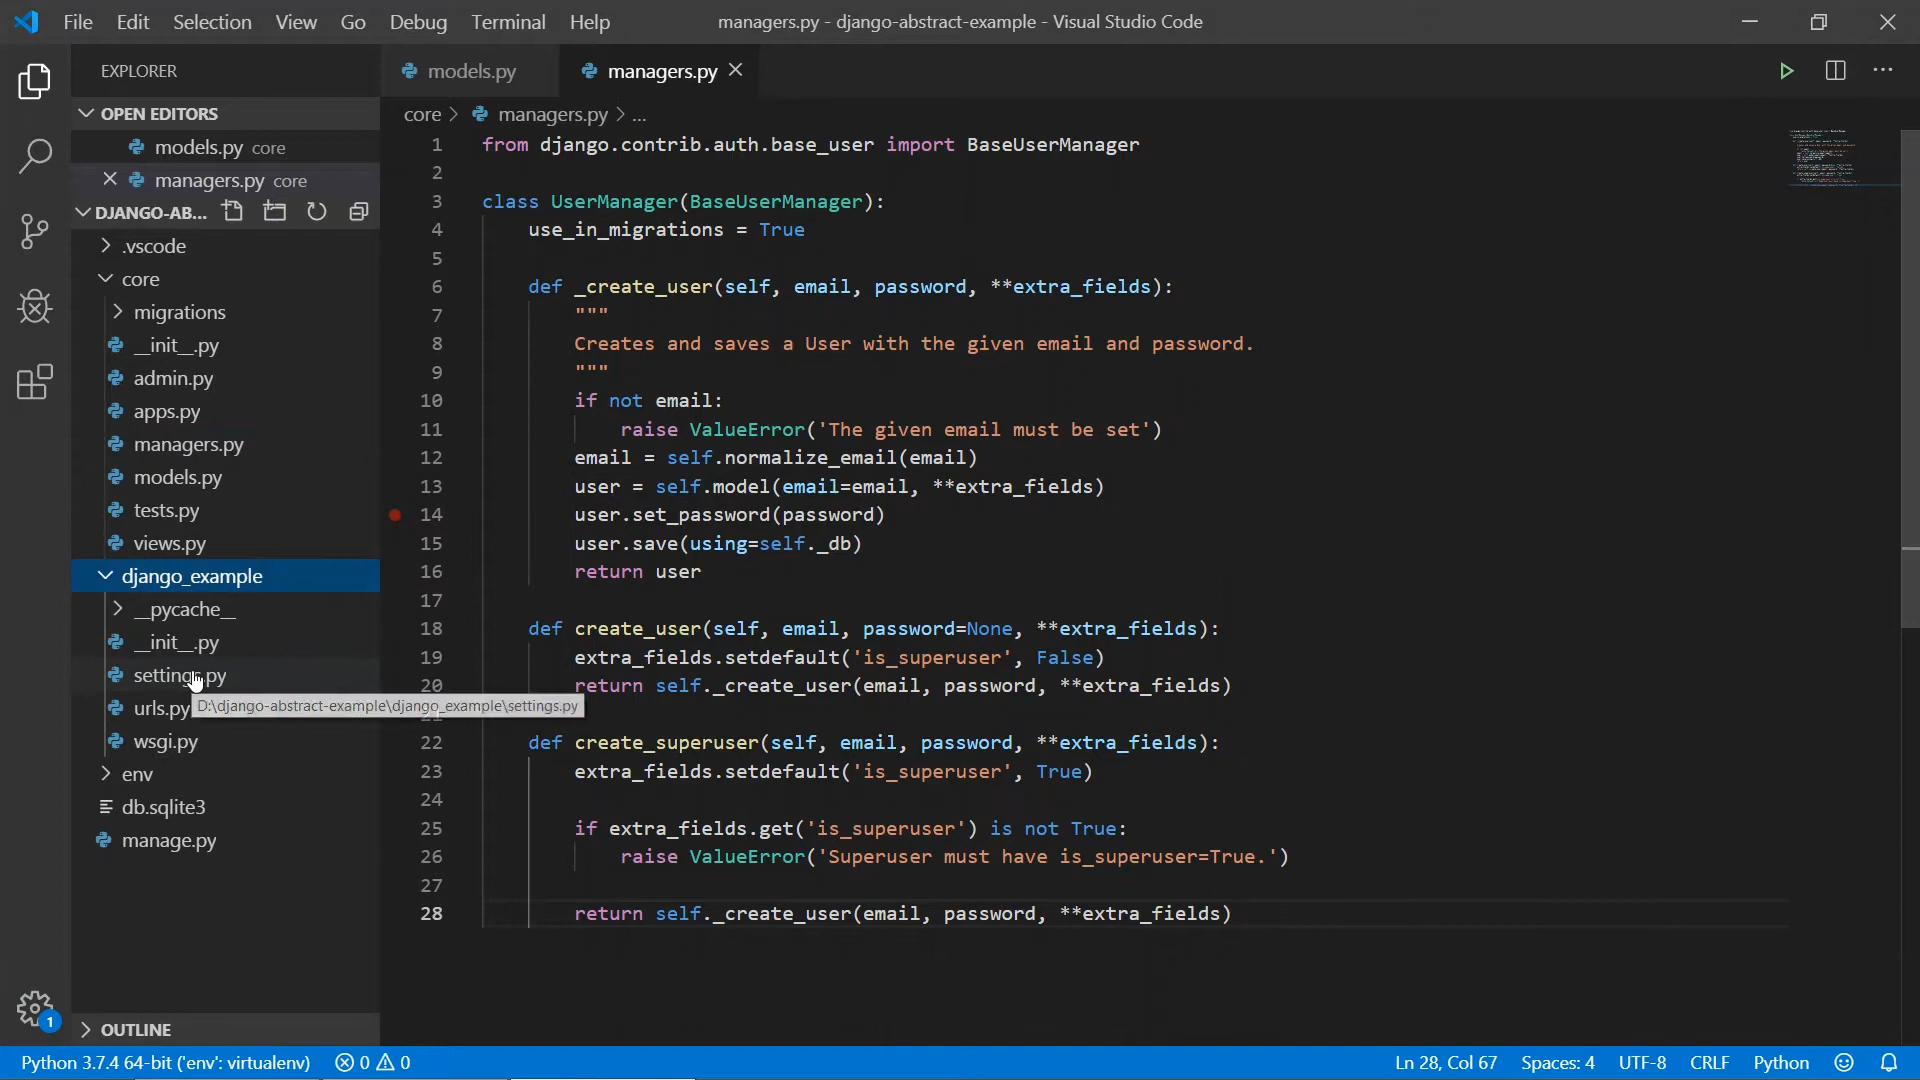 File Edit Selection View Go Debug Terminal Help
managers.py - django-abstract-example - Visual Studio Code
EXPLORER
OPEN EDITORS
models.py core
managers.py core
DJANGO-AB...
.vscode
core
migrations
__init__.py
admin.py
apps.py
managers.py
models.py
tests.py
views.py
django_example
__pycache__
__init__.py
settings.py
urls.py
wsgi.py
env
db.sqlite3
manage.py
OUTLINE
D:\django-abstract-example\django_example\settings.py
models.py
managers.py
core > managers.py > ...
1 from django.contrib.auth.base_user import BaseUserManager
2
3 class UserManager(BaseUserManager):
4 use_in_migrations = True
5
6 def _create_user(self, email, password, **extra_fields):
7 """
8 Creates and saves a User with the given email and password.
9 """
10 if not email:
11 raise ValueError('The given email must be set')
12 email = self.normalize_email(email)
13 user = self.model(email=email, **extra_fields)
14 user.set_password(password)
15 user.save(using=self._db)
16 return user
17
18 def create_user(self, email, password=None, **extra_fields):
19 extra_fields.setdefault('is_superuser', False)
20 return self._create_user(email, password, **extra_fields)
22 def create_superuser(self, email, password, **extra_fields):
23 extra_fields.setdefault('is_superuser', True)
24
25 if extra_fields.get('is_superuser') is not True:
26 raise ValueError('Superuser must have is_superuser=True.')
27
28 return self._create_user(email, password, **extra_fields)
1
Python 3.7.4 64-bit ('env': virtualenv) 0 0
Ln 28, Col 67 Spaces: 4 UTF-8 CRLF Python